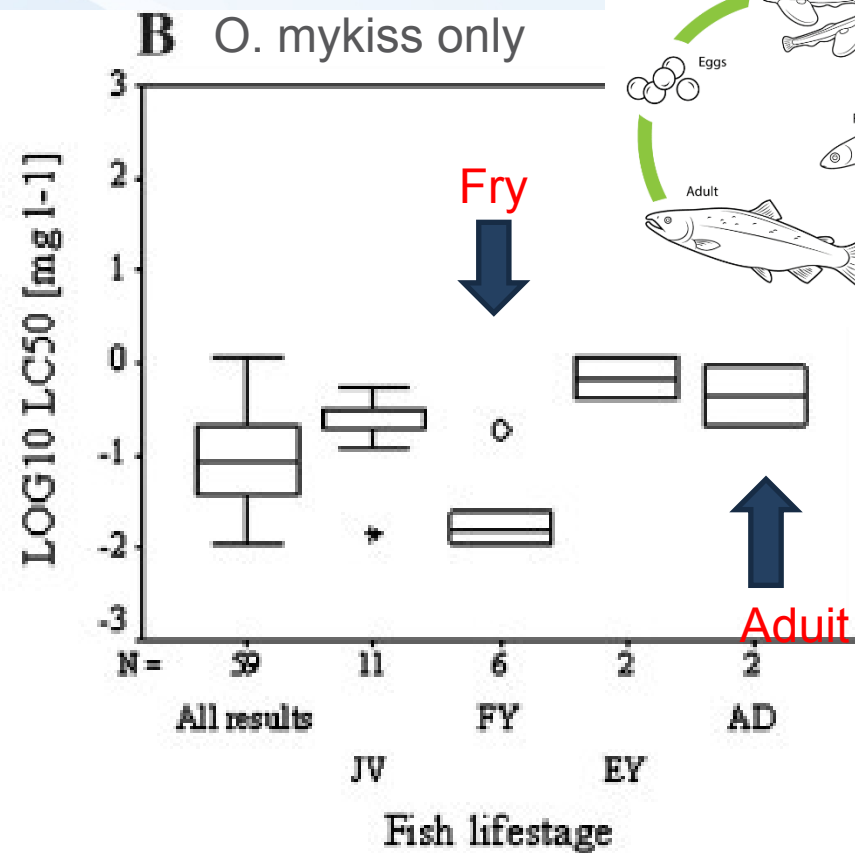 B O. mykiss only
Eggs
Adult
Fry
LOG10 LC50 [mg l-1]
3
2
1
0
-1
-2
-3
Aduit
N = 59 11 6 2 2
All results FY AD
JV EY
Fish lifestage